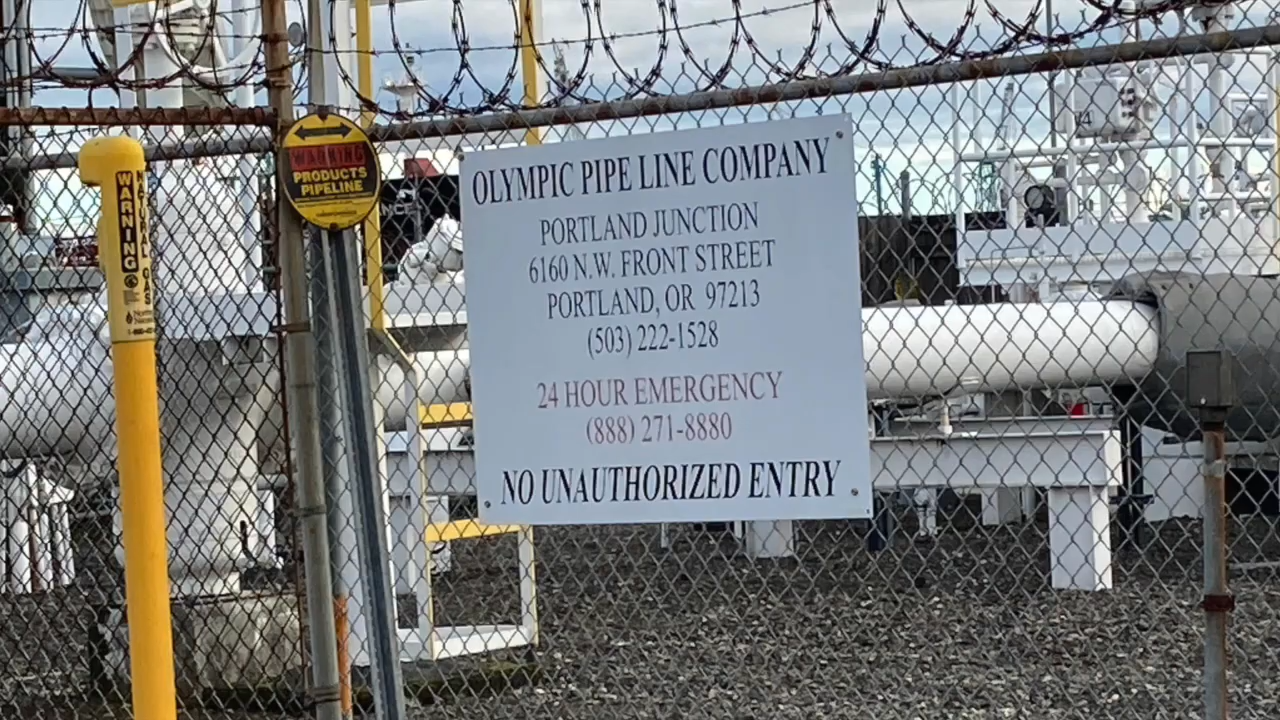 WARNING
NATURAL GAS
WARNING
PRODUCTS
PIPELINE
OLYMPIC PIPE LINE COMPANY
PORTLAND JUNCTION
6160 N.W. FRONT STREET
PORTLAND, OR 97213
(503) 222-1528
24 HOUR EMERGENCY
(888) 271-8880
NO UNAUTHORIZED ENTRY